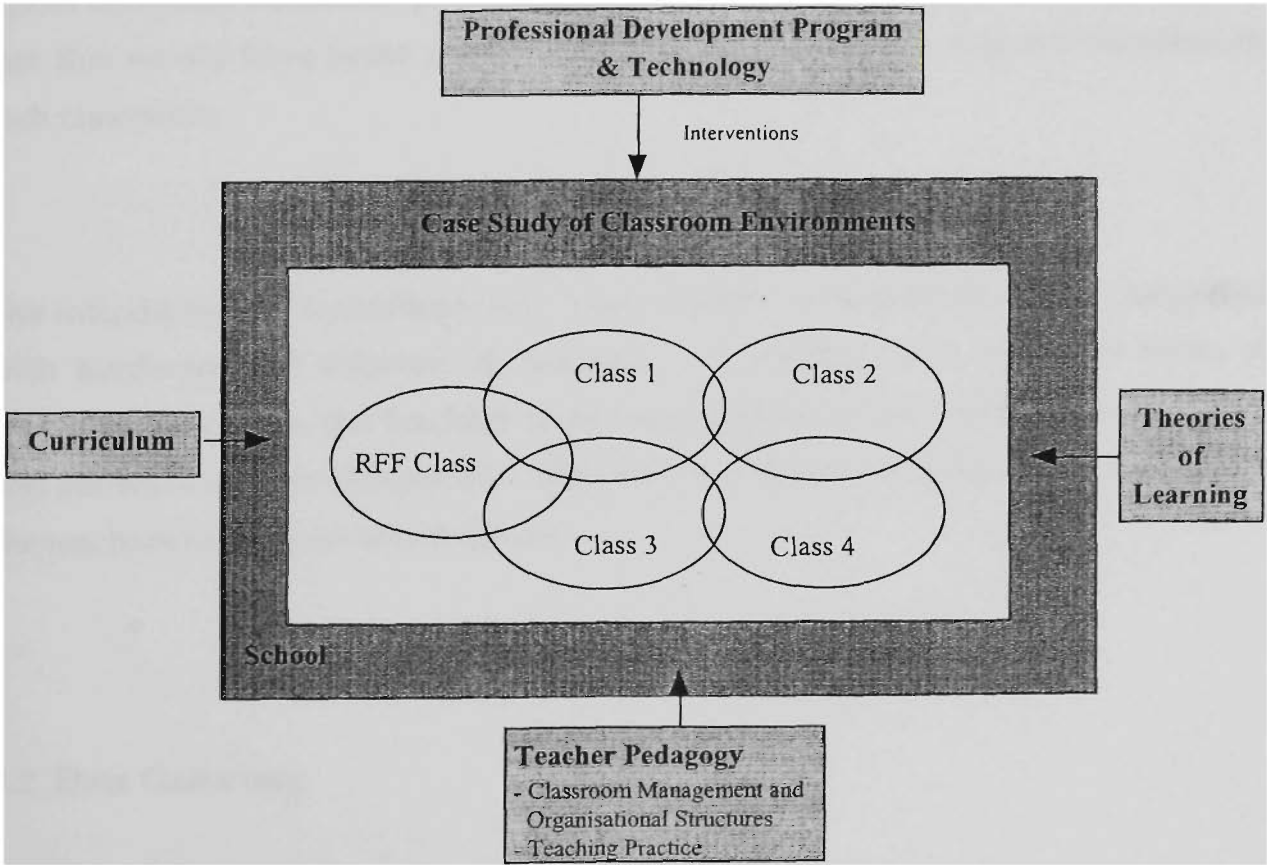 Professional Development Program
& Technology
Interventions
Case Study of Classroom Environments
Class 1
Class 2
Curriculum
RFF Class
Theories
of
Learning
Class 3
Class 4
School
Teacher Pedagogy
- Classroom Management and
Organisational Structures
- Teaching Practice